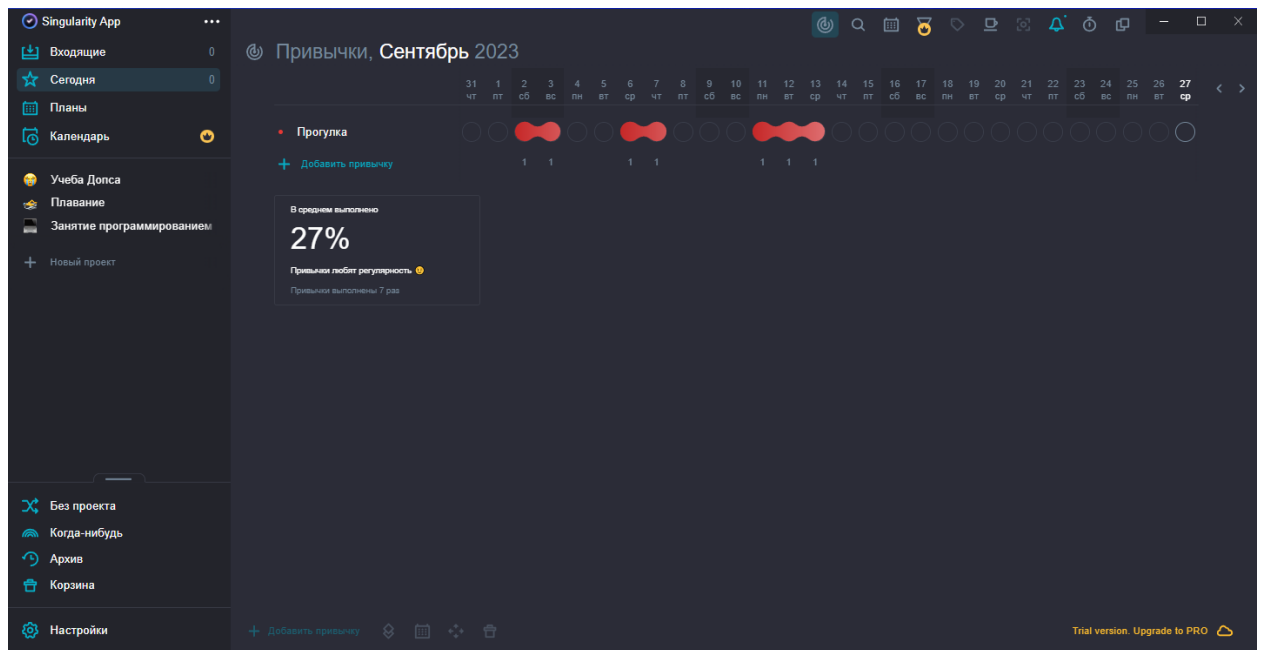 Singularity App
Входящие 0
Сегодня 0
Планы
Календарь
Учеба Допса
Плавание
Занятие программированием
Новый проект
Без проекта
Когда-нибудь
Архив
Корзина
Настройки
Привычки, Сентябрь 2023
31 1 2 3 4 5 6 7 8 9 10 11 12 13 14 15 16 17 18 19 20 21 22 23 24 25 26 27
чт пт сб вс пн вт ср чт пт сб вс пн вт ср чт пт сб вс пн вт ср чт пт сб вс пн вт ср
Прогулка
Добавить привычку 1 1 1 1 1 1 1
В среднем выполнено
27%
Привычки любят регулярность
Привычки выполнены 7 раз
Добавить привычку
Trial version. Upgrade to PRO